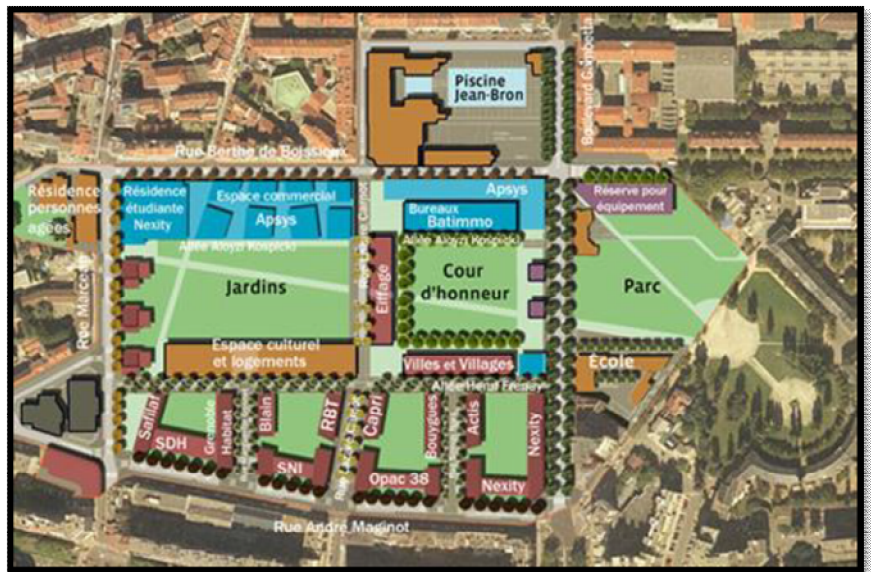 Piscine
Jean-Bron
Boulevard Gambetta
Rue Berthe de Boissieux
Résidence
personnes
agées
Résidence
étudiante
Nexity
Espace commercial
Apsys
Apsys
Bureaux
Batimmo
Réserve pour
équipement
Allée Aloyzi Kospicki
Allée Aloyzi Kospicki
Jardins
Eiffage
Cour
d'honneur
Parc
Rue Marceau
Espace culturel
et logements
Villes et Villages
École
Allée Henri Frenay
Safilaf
SDH
Grenoble
Habitat
Blain
SNI
RBT
Capri
Opac 38
Bouygues
Actis
Nexity
Nexity
Rue André Maginot